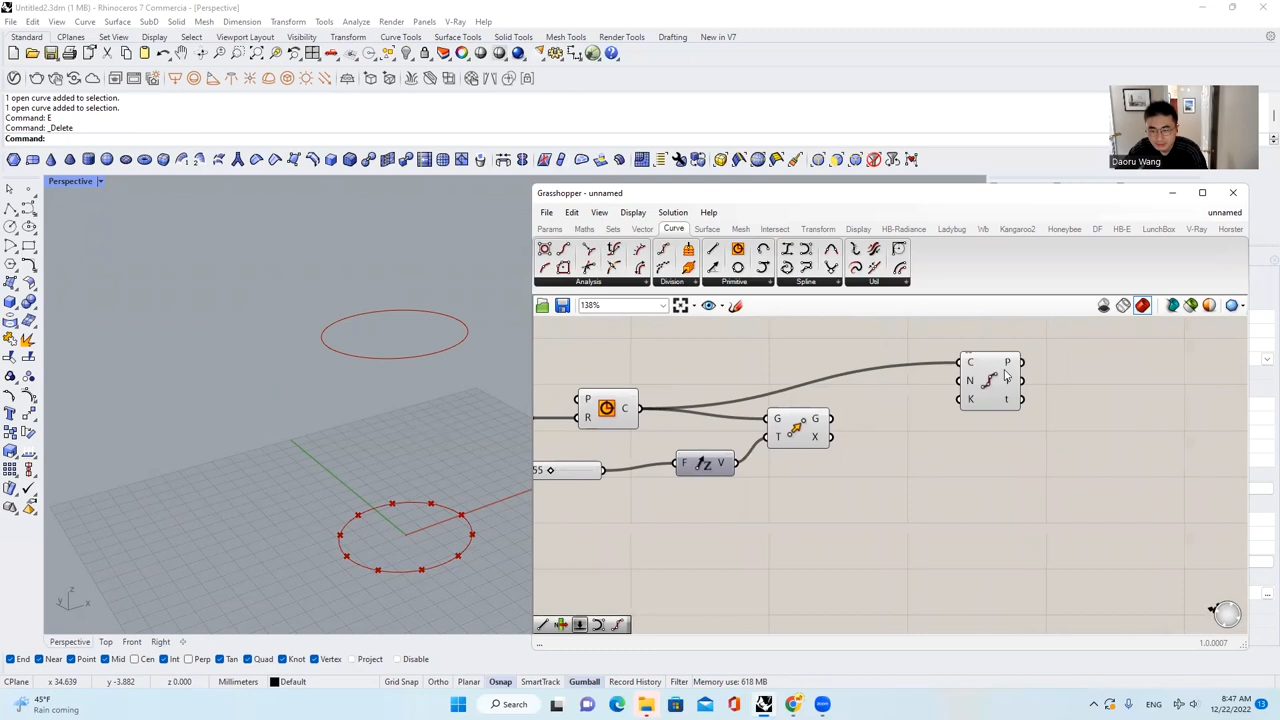 Untitled2.3dm (1 MB) - Rhinoceros 7 Commercia - [Perspective]
File Edit View Curve Surface SubD Solid Mesh Dimension Transform Tools Analyze Render Panels V-Ray Help
Standard CPlanes Set View Display Select Viewport Layout Visibility Transform Curve Tools Surface Tools Solid Tools Mesh Tools Render Tools Drafting New in V7
1 open curve added to selection.
1 open curve added to selection.
Command: E
Command: _Delete
Command:
Daoru Wang
Perspective
Grasshopper - unnamed
File Edit View Display Solution Help
unnamed
Params Maths Sets Vector Curve Surface Mesh Intersect Transform Display HB-Radiance Ladybug Wb Kangaroo2 Honeybee DF HB-E LunchBox V-Ray Horster
Analysis Division Primitive Spline Util
138%
C P
N
K t
P C
R
G G
T X
55
F V
z
y x
1.0.0007
Perspective Top Front Right
End Near Point Mid Cen Int Perp Tan Quad Knot Vertex Project Disable
CPlane x 34.639 y -3.882 z 0.000 Millimeters Default Grid Snap Ortho Planar Osnap SmartTrack Gumball Record History Filter Memory use: 618 MB
45°F
Rain coming
Search
ENG
8:47 AM
12/22/2022
13